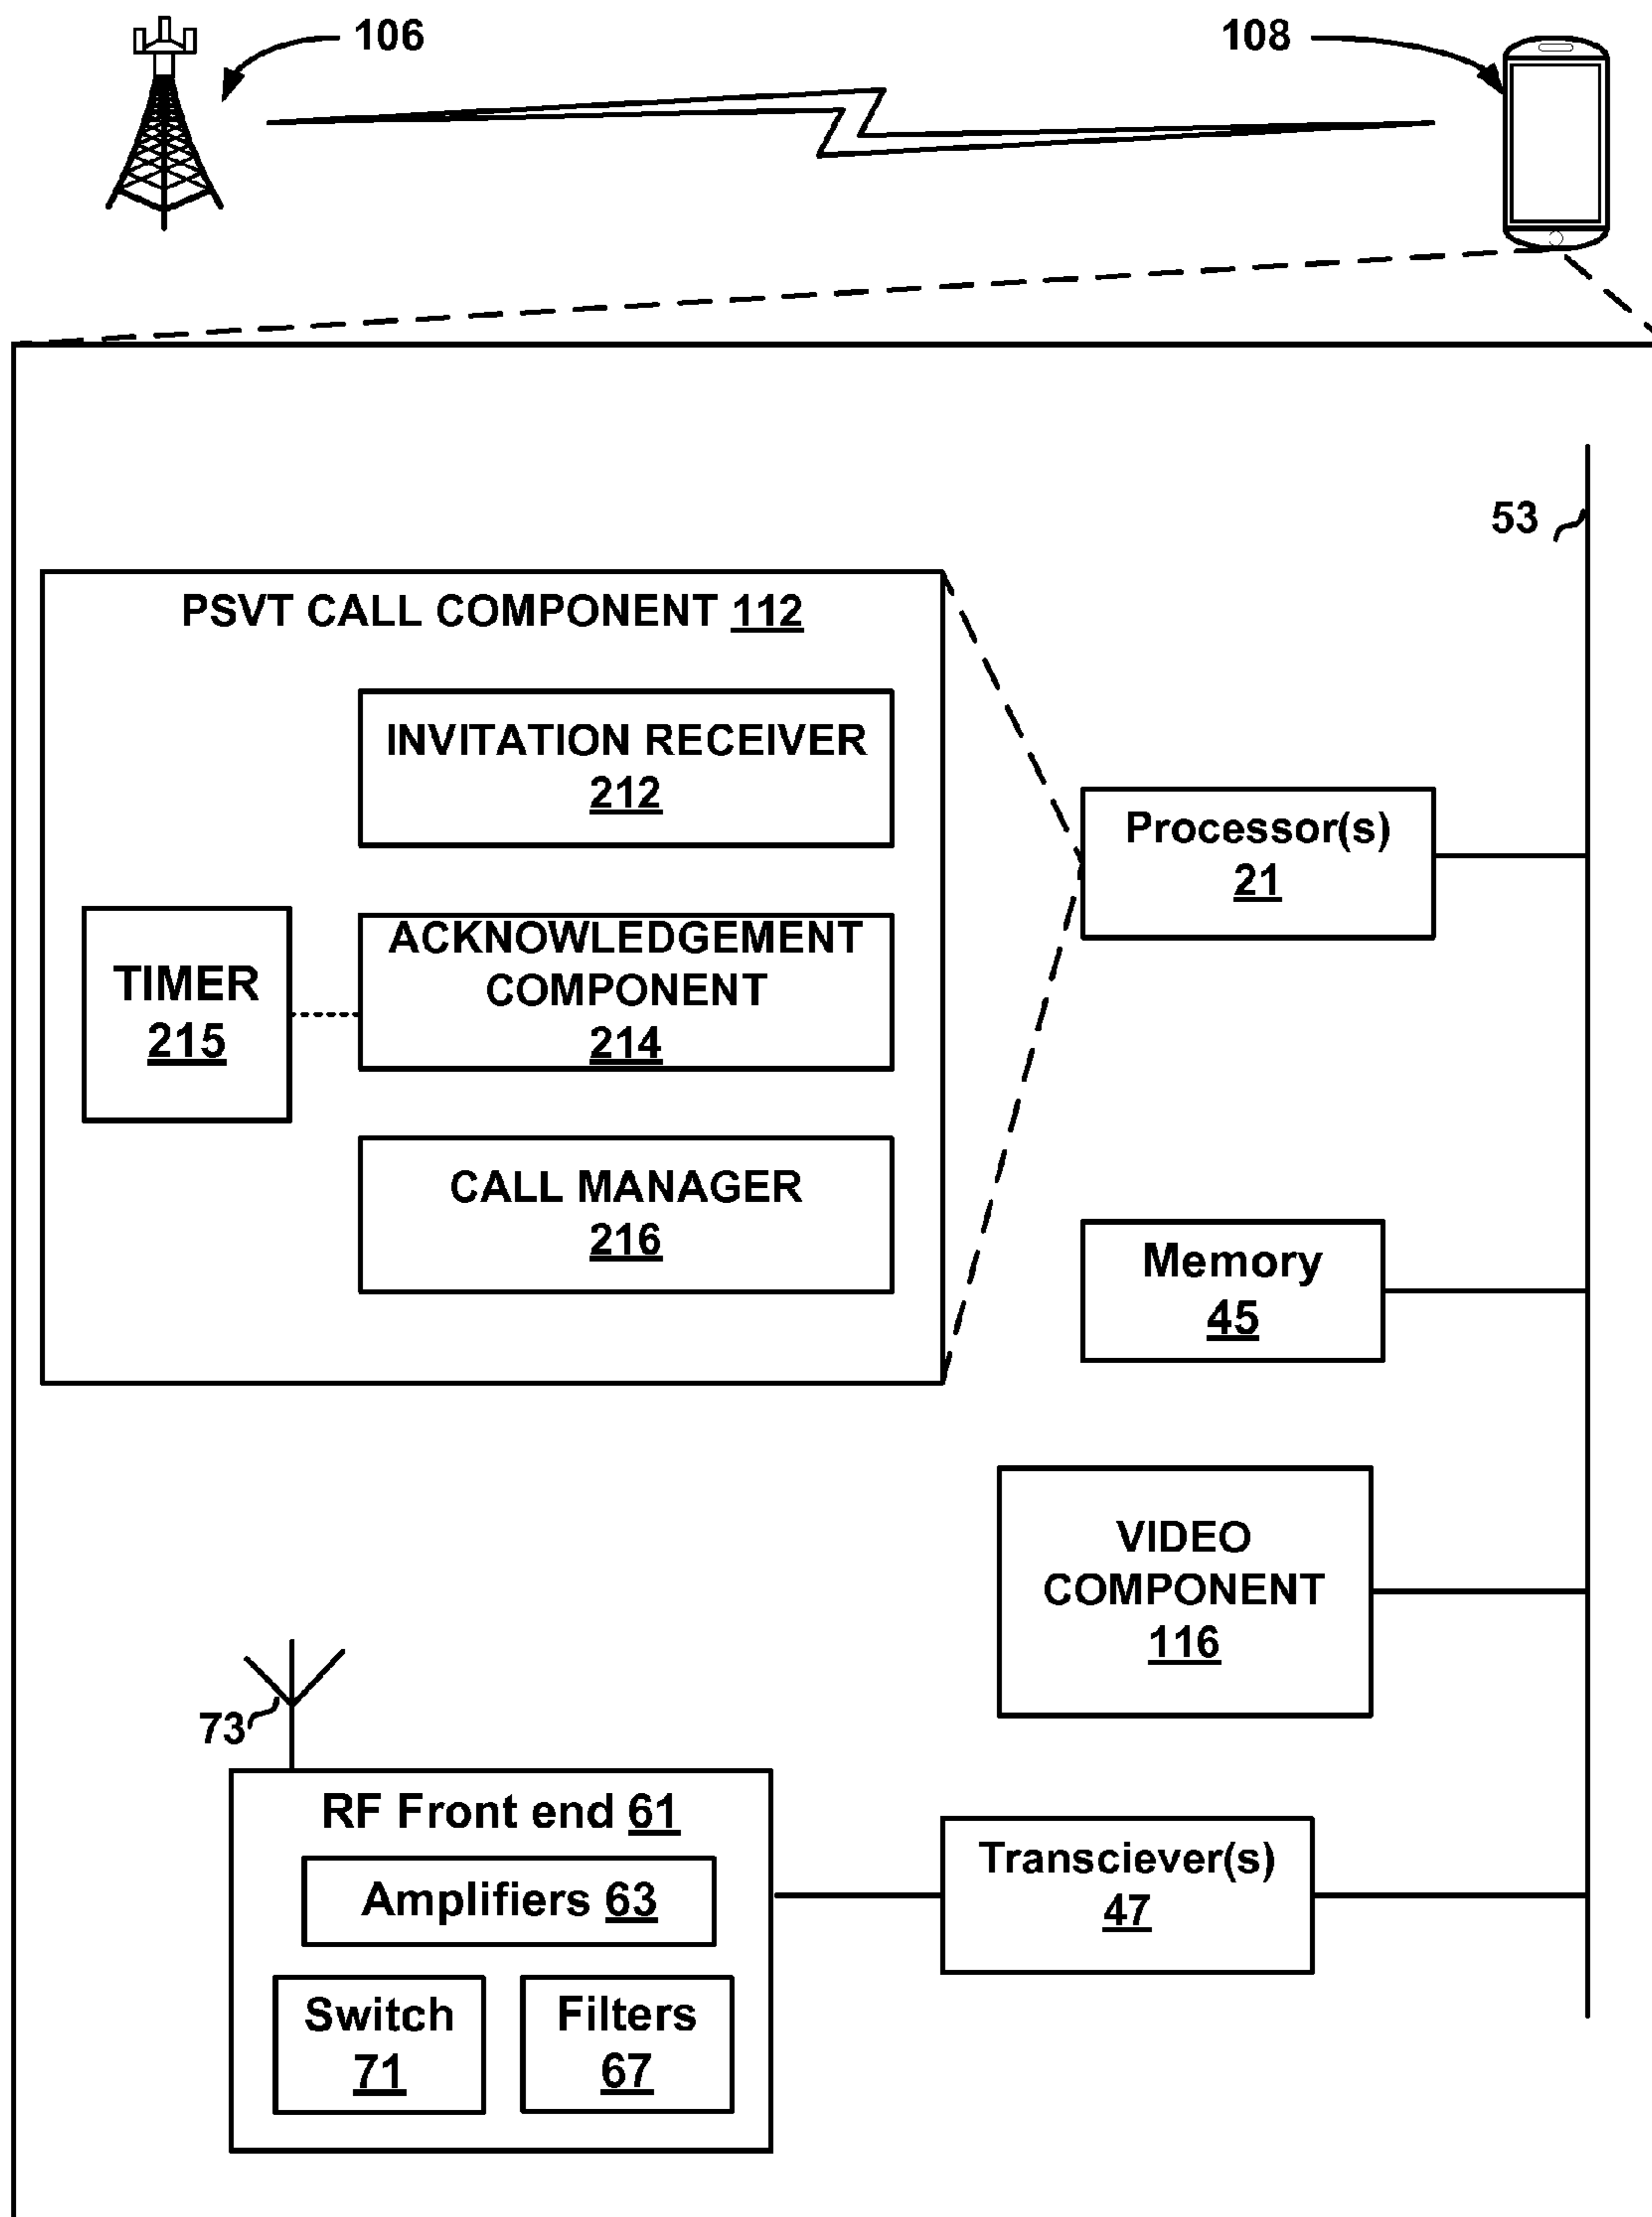 106
108
53
PSVT CALL COMPONENT 112
INVITATION RECEIVER
212
Processor(s)
21
ACKNOWLEDGEMENT
COMPONENT
214
TIMER
215
CALL MANAGER
216
Memory
45
VIDEO
COMPONENT
116
73
RF Front end 61
Amplifiers 63
Switch
71
Filters
67
Transciever(s)
47